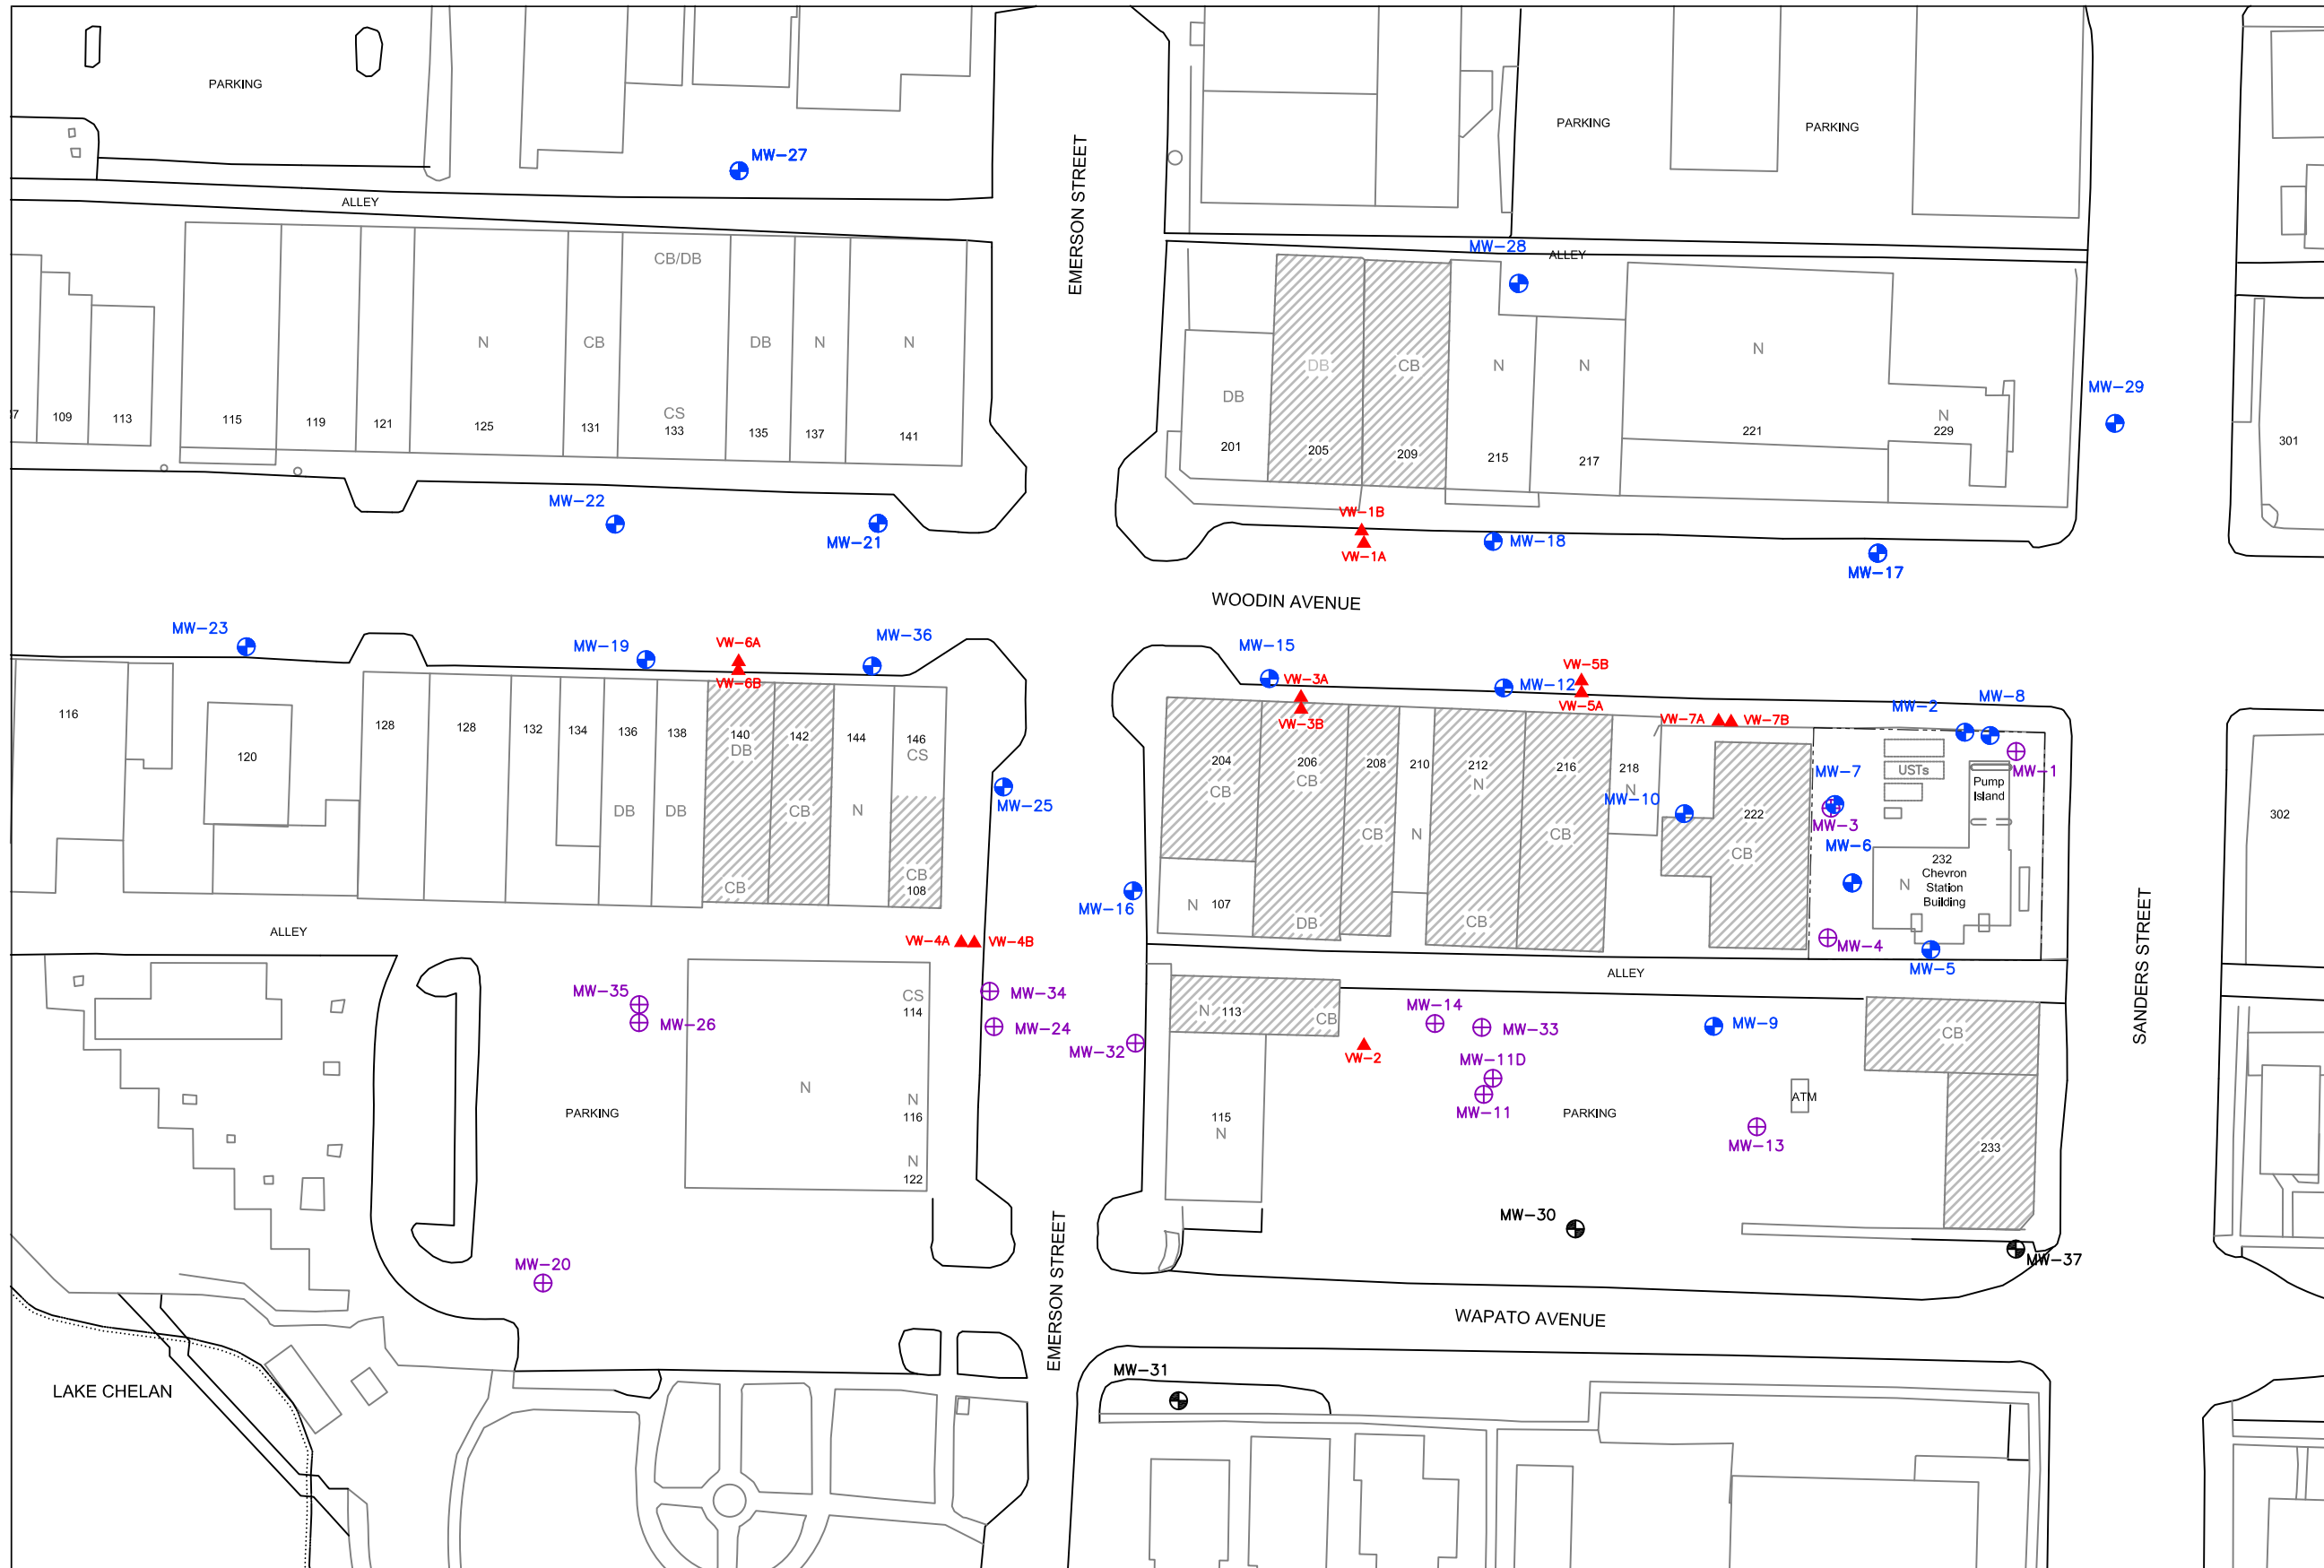 PARKING
MW-27
ALLEY
EMERSON STREET
PARKING
PARKING
MW-28
ALLEY
CB/DB
N
CB
DB
N
N
CS
7
109
113
115
119
121
125
131
133
135
137
141
DB
DB
CB
N
N
N
N
201
205
209
215
217
221
229
MW-29
301
MW-22
MW-21
VW-1B
VW-1A
MW-18
MW-17
WOODIN AVENUE
MW-23
MW-19
VW-6A
VW-6B
MW-36
MW-15
VW-3A
VW-3B
MW-12
VW-5B
VW-5A
VW-7A
VW-7B
MW-2
MW-8
116
120
128
128
132
134
136
138
140
DB
142
144
146
CS
DB
DB
CB
N
CB
CB
108
MW-25
MW-16
204
CB
206
CB
208
210
212
N
216
218
N
CB
N
CB
MW-10
222
CB
MW-7
MW-3
MW-6
USTs
Pump
Island
MW-1
232
Chevron
Station
Building
N
302
N
107
DB
CB
MW-4
MW-5
ALLEY
VW-4A
VW-4B
ALLEY
SANDERS STREET
MW-35
MW-26
CS
114
MW-34
MW-24
MW-32
N
113
CB
VW-2
MW-14
MW-33
MW-11D
MW-11
MW-9
CB
PARKING
N
N
116
N
122
115
N
PARKING
ATM
MW-13
233
MW-20
MW-30
MW-37
EMERSON STREET
WAPATO AVENUE
LAKE CHELAN
MW-31